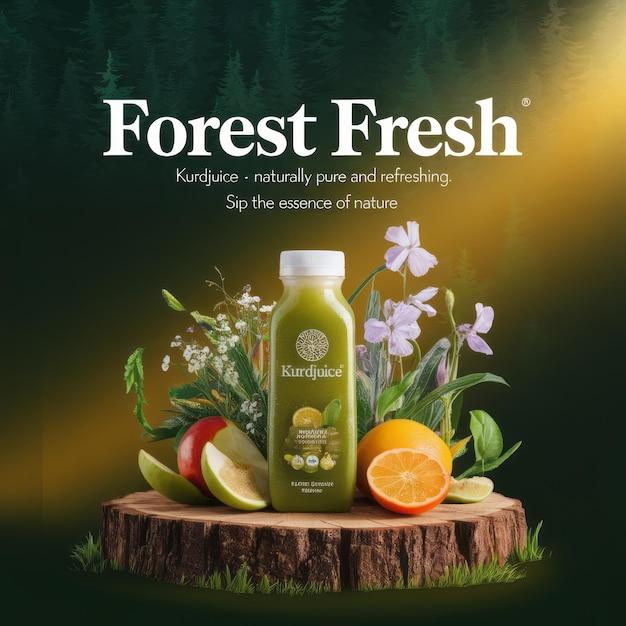 Forest Fresh®
Kurdjuice · naturally pure and refreshing.
Sip the essence of nature
Kurdjuice